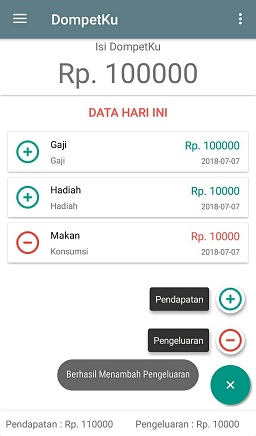 DompetKu
Isi DompetKu
Rp. 100000
DATA HARI INI
Gaji Rp. 100000
Gaji 2018-07-07
Hadiah Rp. 10000
Hadiah 2018-07-07
Makan Rp. 10000
Konsumsi 2018-07-07
Pendapatan
Pengeluaran
Berhasil Menambah Pengeluaran
Pendapatan : Rp. 110000 Pengeluaran : Rp. 10000